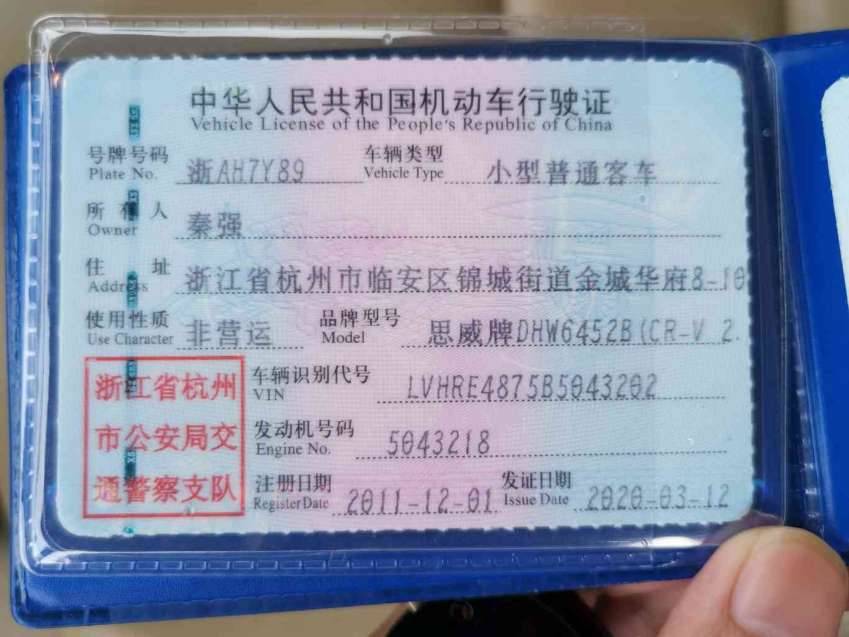 中华人民共和国机动车行驶证
Vehicle License of the People's Republic of China
号牌号码 浙AH7Y89 车辆类型 小型普通客车
Plate No. Vehicle Type
所有人 秦强
Owner
住址 浙江省杭州市临安区锦城街道金城华府8-10
Address
使用性质 非营运 品牌型号 思威牌DHW6452B(CR-V 2.
Use Character Model
浙江省杭州
市公安局交
通警察支队
车辆识别代号 LVHRE4875B5043202
VIN
发动机号码 5043218
Engine No.
注册日期 2011-12-01 发证日期 2020-03-12
Register Date Issue Date